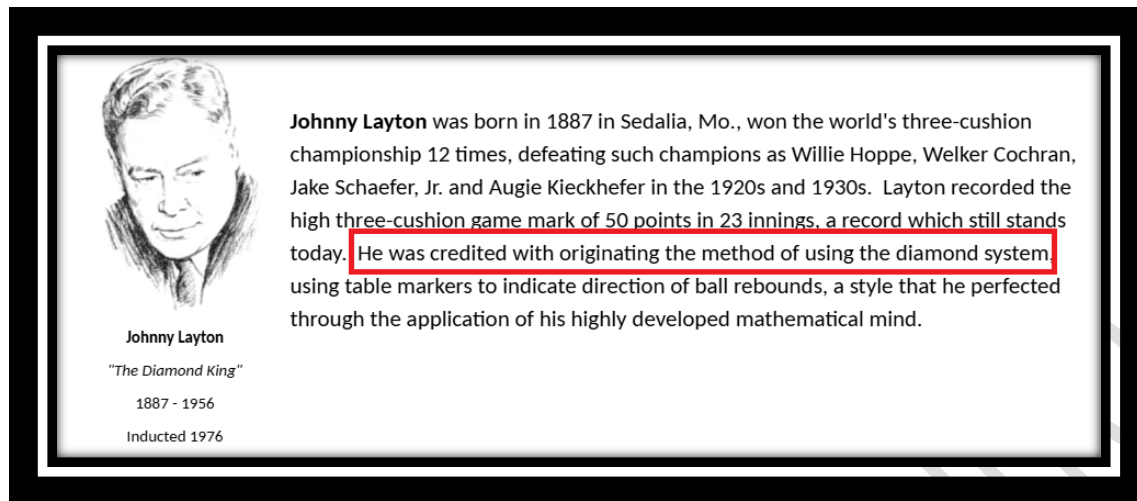 Johnny Layton was born in 1887 in Sedalia, Mo., won the world's three-cushion
championship 12 times, defeating such champions as Willie Hoppe, Welker Cochran,
Jake Schaefer, Jr. and Augie Kieckhefer in the 1920s and 1930s. Layton recorded the
high three-cushion game mark of 50 points in 23 innings, a record which still stands
today. He was credited with originating the method of using the diamond system,
using table markers to indicate direction of ball rebounds, a style that he perfected
through the application of his highly developed mathematical mind.
Johnny Layton
"The Diamond King"
1887 - 1956
Inducted 1976